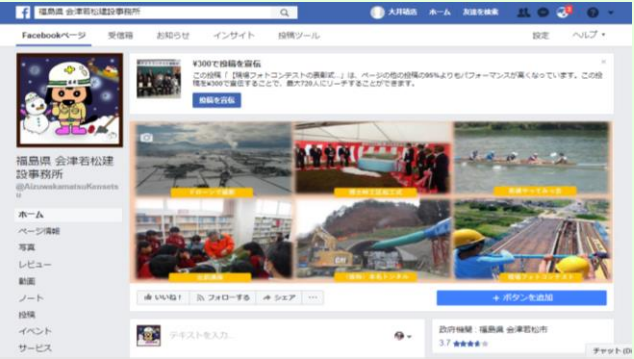 福島県 会津若松建設事務所
ホーム
友達を検索
Facebookページ
受信箱
お知らせ
インサイト
投稿ツール
設定
ヘルプ
¥300で投稿を宣伝
この投稿「【現場フォトコンテストの表彰式...」は、ページの他の投稿の95%よりもパフォーマンスが高くなっています。この投
稿を¥300で宣伝することで、最大720人にリーチすることができます。
投稿を宣伝
福島県 会津若松建
設事務所
@AizuwakamatsuKensets
u
ホーム
ページ情報
写真
レビュー
動画
ノート
投稿
イベント
サービス
現場フォトコンテスト
いいね!
フォローする
シェア
...
+ ボタンを追加
テキストを入力
政府機関 : 福島県 会津若松市
3.7
チャット (0)